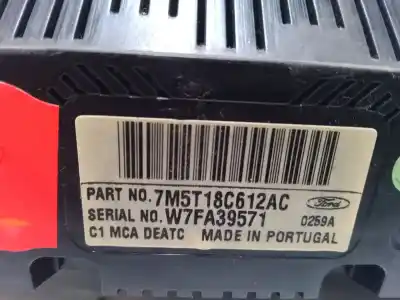 PART NO. 7M5T18C612AC
SERIAL NO. W7FA39571
Ford
0259A
C1 MCA DEATC MADE IN PORTUGAL